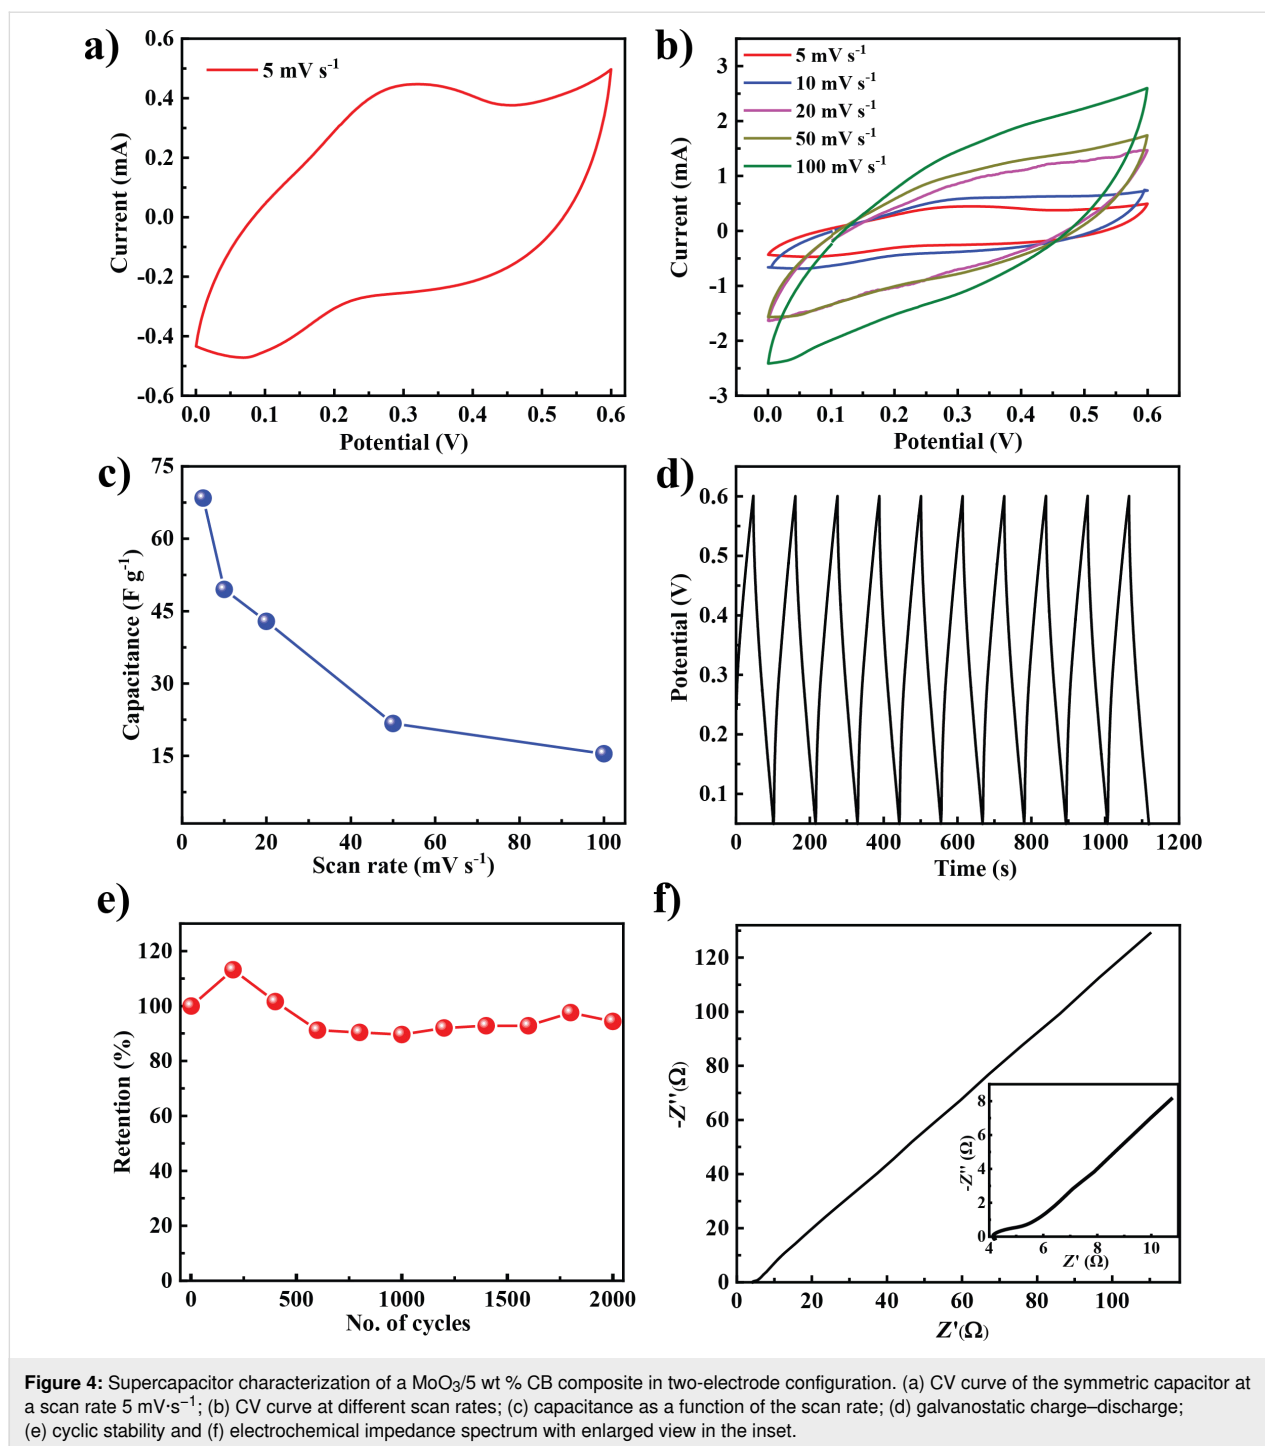 a)
5 mV s⁻¹
0.6
0.4
0.2
0.0
-0.2
-0.4
-0.6
Current (mA)
0.0 0.1 0.2 0.3 0.4 0.5 0.6
Potential (V)
b)
5 mV s⁻¹
10 mV s⁻¹
20 mV s⁻¹
50 mV s⁻¹
100 mV s⁻¹
3
2
1
0
-1
-2
-3
Current (mA)
0.0 0.1 0.2 0.3 0.4 0.5 0.6
Potential (V)
c)
75
60
45
30
15
Capacitance (F g⁻¹)
0 20 40 60 80 100
Scan rate (mV s⁻¹)
d)
0.6
0.5
0.4
0.3
0.2
0.1
Potential (V)
0 200 400 600 800 1000 1200
Time (s)
e)
120
100
80
60
40
20
0
Retention (%)
0 500 1000 1500 2000
No. of cycles
f)
120
100
80
60
40
20
0
-Z''(Ω)
0 20 40 60 80 100
Z'(Ω)
8
6
4
2
0
-Z'' (Ω)
4 6 8 10
Z' (Ω)
Figure 4: Supercapacitor characterization of a MoO₃/5 wt % CB composite in two-electrode configuration. (a) CV curve of the symmetric capacitor at
a scan rate 5 mV·s⁻¹; (b) CV curve at different scan rates; (c) capacitance as a function of the scan rate; (d) galvanostatic charge–discharge;
(e) cyclic stability and (f) electrochemical impedance spectrum with enlarged view in the inset.